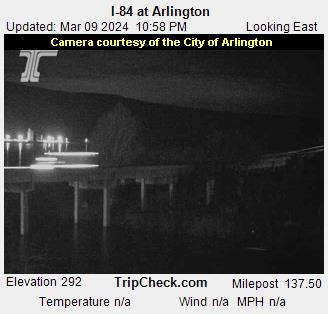 I-84 at Arlington
Updated: Mar 09 2024 10:58 PM Looking East
Camera courtesy of the City of Arlington
Elevation 292 TripCheck.com Milepost 137.50
Temperature n/a Wind n/a MPH n/a